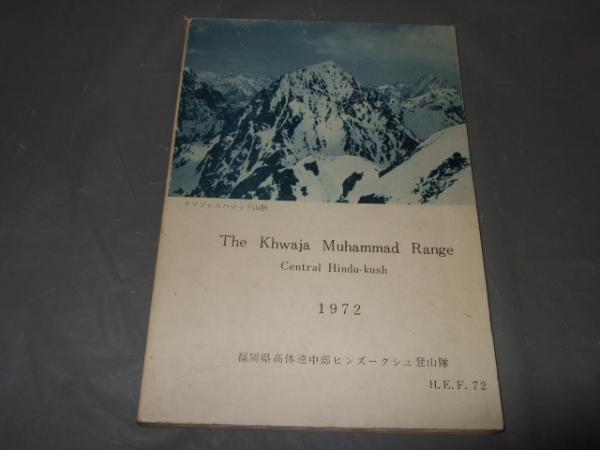 クワジャムハマッド山群
The Khwaja Muhammad Range
Central Hindu-kush
1972
福岡県高体連中部ヒンズークシュ登山隊
H.E.F. 72